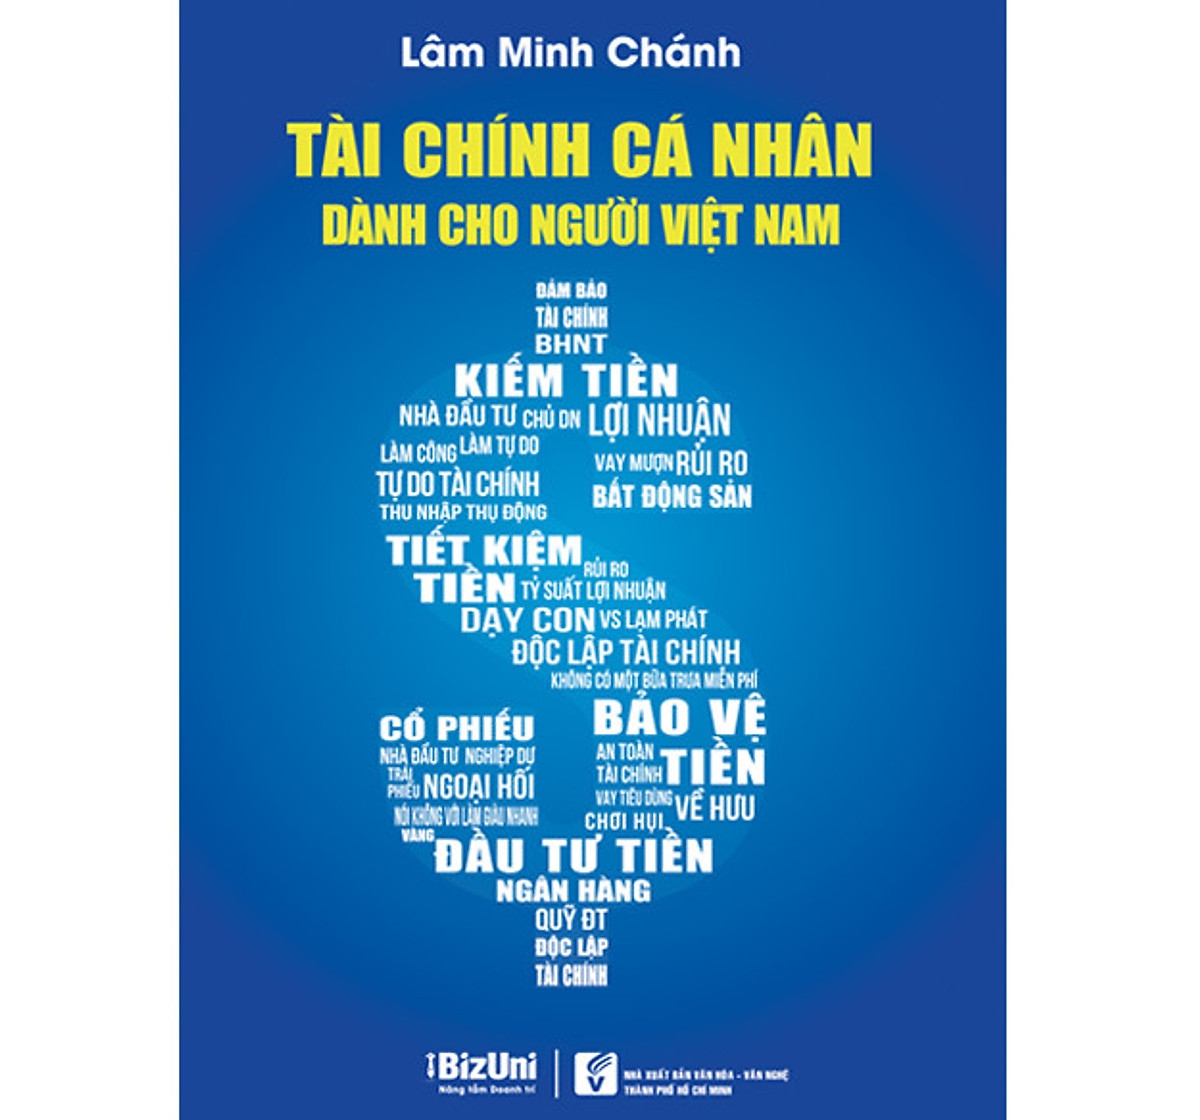 Lâm Minh Chánh
TÀI CHÍNH CÁ NHÂN
DÀNH CHO NGƯỜI VIỆT NAM
ĐẢM BẢO
TÀI CHÍNH
BHNT
KIẾM TIỀN
NHÀ ĐẦU TƯ CHỦ DN LỢI NHUẬN
LÀM CÔNG LÀM TỰ DO
VAY MƯỢN RỦI RO
TỰ DO TÀI CHÍNH
BẤT ĐỘNG SẢN
THU NHẬP THỤ ĐỘNG
TIẾT KIỆM
RỦI RO
TIỀN TỶ SUẤT LỢI NHUẬN
DẠY CON VS LẠM PHÁT
ĐỘC LẬP TÀI CHÍNH
KHÔNG CÓ MỘT BỮA TRƯA MIỄN PHÍ
CỔ PHIẾU
NHÀ ĐẦU TƯ NGHIỆP DƯ
TRÁI
PHIẾU NGOẠI HỐI
NÓI KHÔNG VỚI LÀM GIÀU NHANH
VÀNG
BẢO VỆ
AN TOÀN
TÀI CHÍNH TIỀN
VAY TIÊU DÙNG VỀ HƯU
CHƠI HỤI
ĐẦU TƯ TIỀN
NGÂN HÀNG
QUỸ ĐT
ĐỘC LẬP
TÀI CHÍNH
BizUni
Nâng tầm Doanh trí
NHÀ XUẤT BẢN VĂN HÓA - VĂN NGHỆ
THÀNH PHỐ HỒ CHÍ MINH